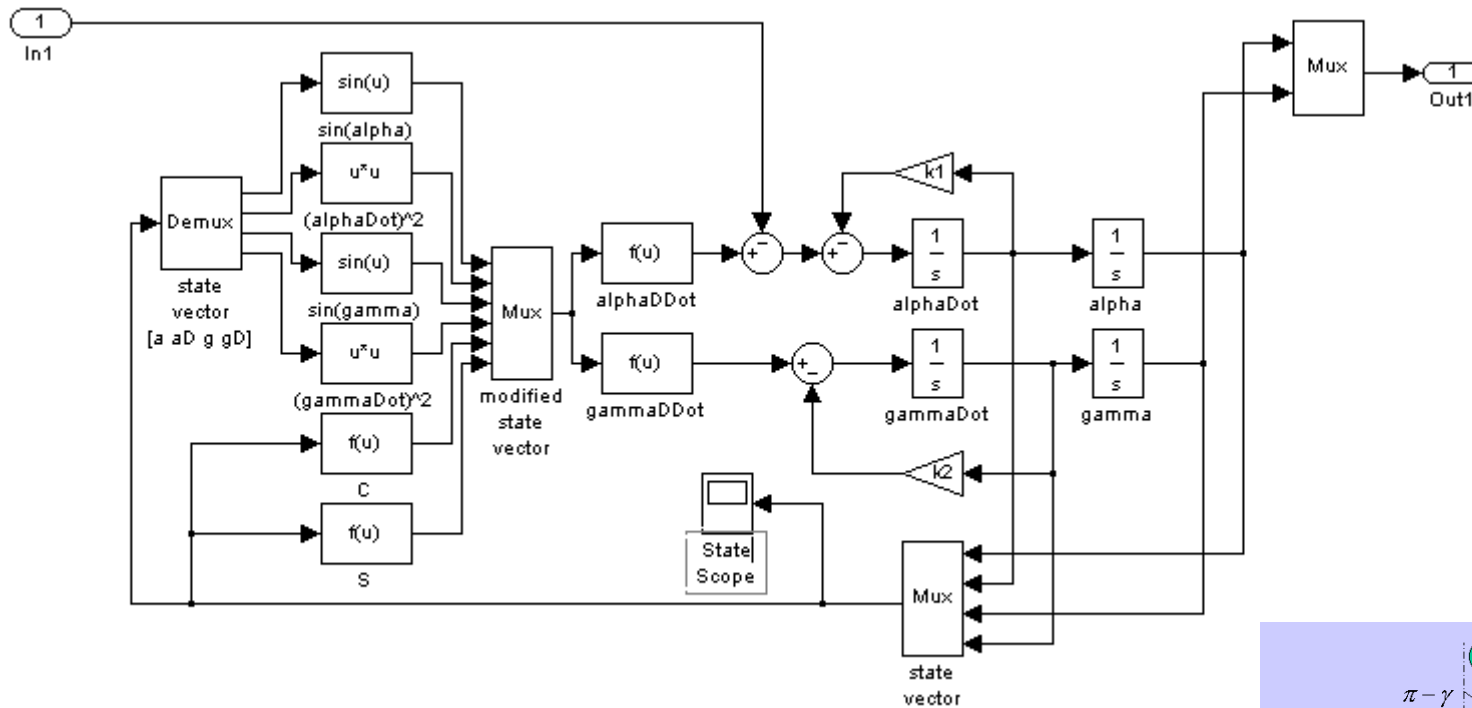 1
In1
sin(u)
sin(alpha)
u*u
(alphaDot)^2
Demux
state
vector
[a aD g gD]
sin(u)
sin(gamma)
u*u
(gammaDot)^2
f(u)
C
f(u)
S
Mux
modified
state
vector
f(u)
alphaDDot
f(u)
gammaDDot
+
−
+
−
k1
1
s
alphaDot
1
s
alpha
+
−
1
s
gammaDot
1
s
gamma
k2
Mux
1
Out1
State
Scope
Mux
state
vector
π − γ